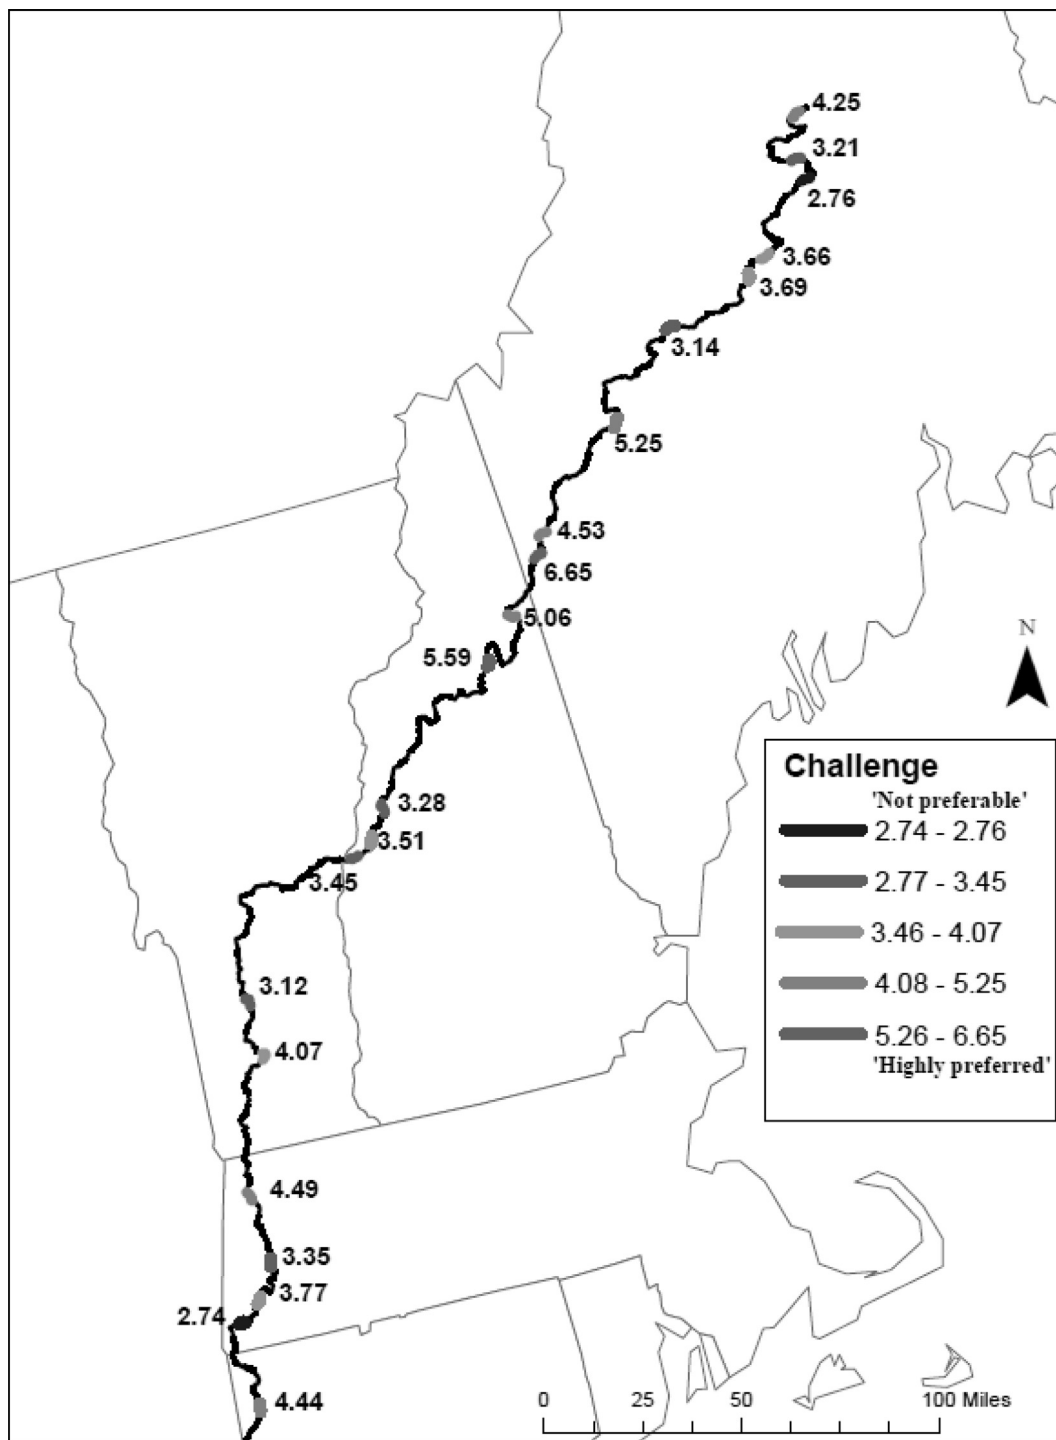 4.25
3.21
2.76
3.66
3.69
3.14
5.25
4.53
6.65
5.06
5.59
N
Challenge
'Not preferable'
2.74 - 2.76
2.77 - 3.45
3.46 - 4.07
4.08 - 5.25
5.26 - 6.65
'Highly preferred'
3.28
3.51
3.45
3.12
4.07
4.49
3.35
3.77
2.74
4.44
0 25 50 100 Miles